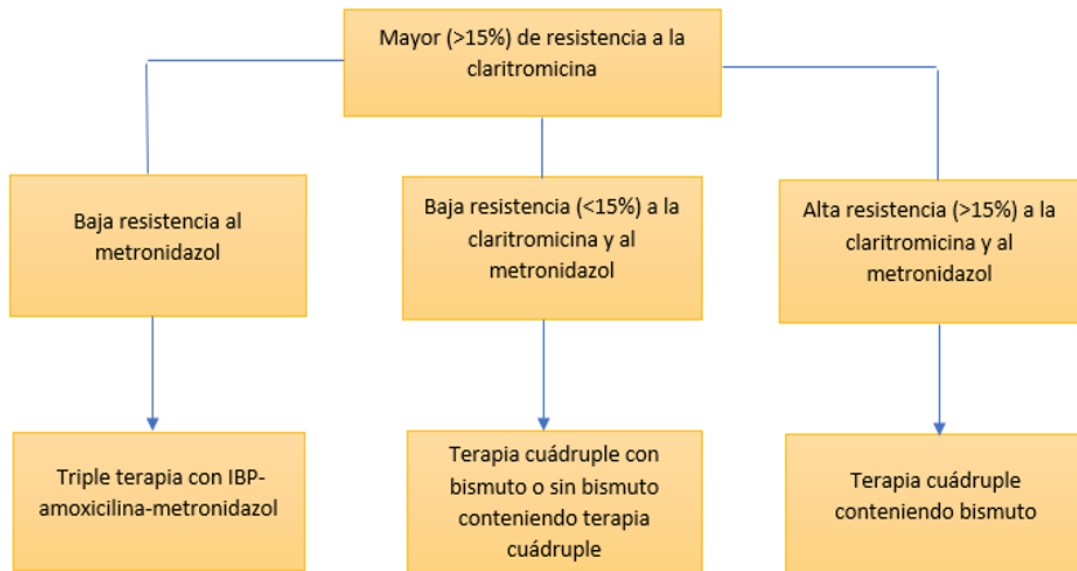 Mayor (>15%) de resistencia a la
claritromicina
Baja resistencia al
metronidazol
Baja resistencia (<15%) a la
claritromicina y al
metronidazol
Alta resistencia (>15%) a la
claritromicina y al
metronidazol
Triple terapia con IBP-
amoxicilina-metronidazol
Terapia cuádruple con
bismuto o sin bismuto
conteniendo terapia
cuádruple
Terapia cuádruple
conteniendo bismuto